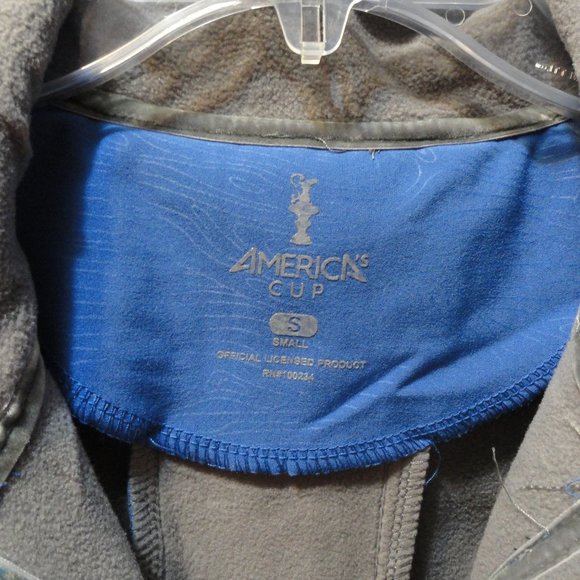 AMERICA's
CUP
S
SMALL
OFFICIAL LICENSED PRODUCT
RN#100234